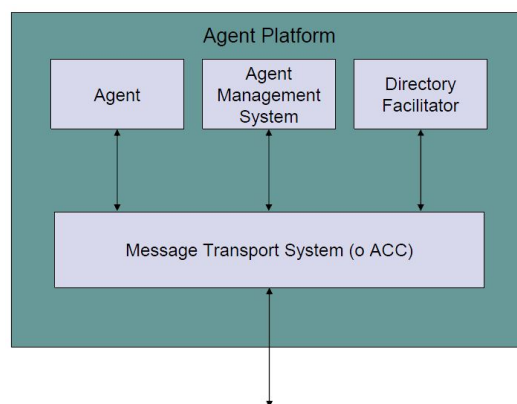 Agent Platform
Agent
Agent
Management
System
Directory
Facilitator
Message Transport System (o ACC)